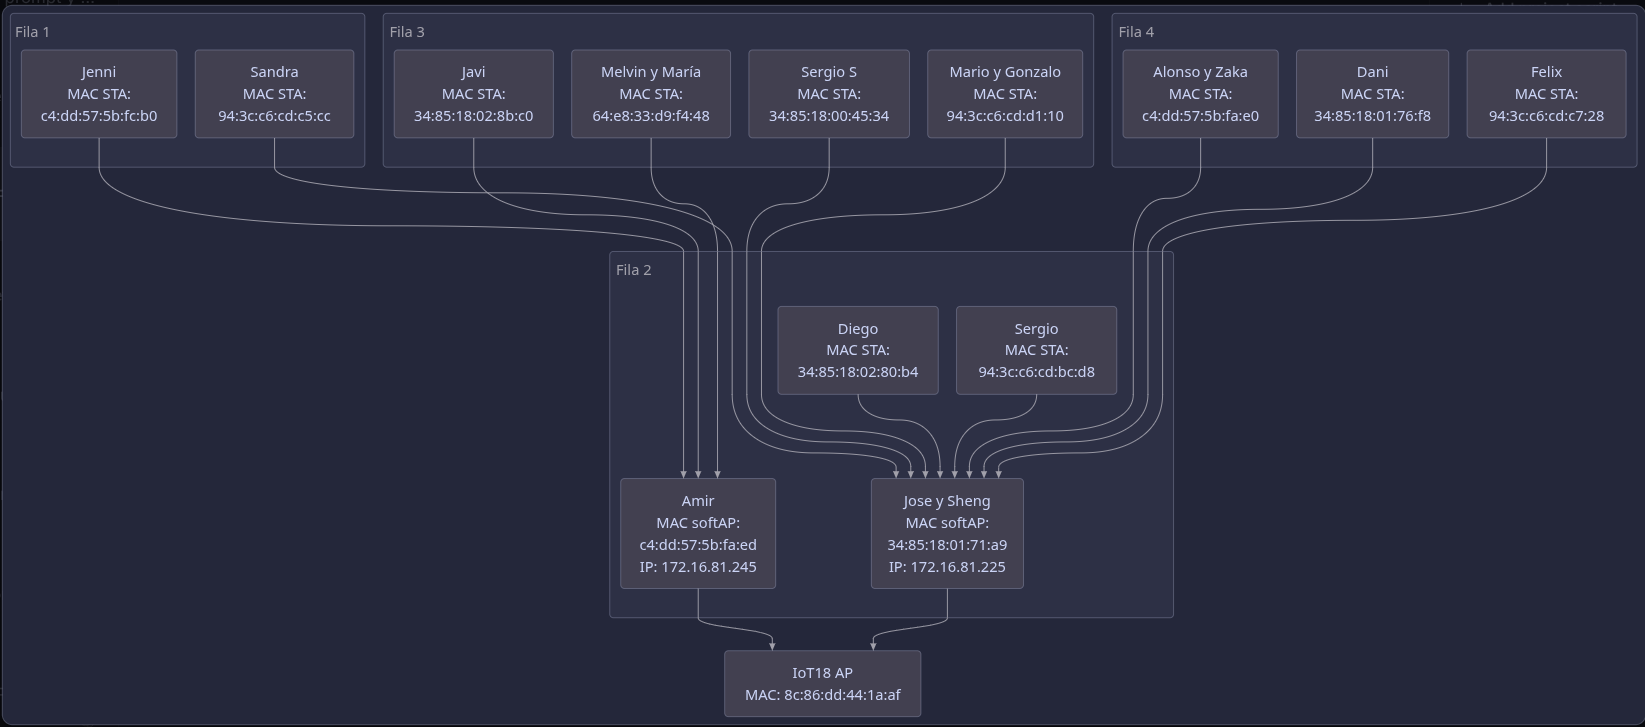 Fila 1
Jenni
MAC STA:
c4:dd:57:5b:fc:b0
Sandra
MAC STA:
94:3c:c6:cd:c5:cc
Fila 3
Javi
MAC STA:
34:85:18:02:8b:c0
Melvin y María
MAC STA:
64:e8:33:d9:f4:48
Sergio S
MAC STA:
34:85:18:00:45:34
Mario y Gonzalo
MAC STA:
94:3c:c6:cd:d1:10
Fila 4
Alonso y Zaka
MAC STA:
c4:dd:57:5b:fa:e0
Dani
MAC STA:
34:85:18:01:76:f8
Felix
MAC STA:
94:3c:c6:cd:c7:28
Fila 2
Diego
MAC STA:
34:85:18:02:80:b4
Sergio
MAC STA:
94:3c:c6:cd:bc:d8
Amir
MAC softAP:
c4:dd:57:5b:fa:ed
IP: 172.16.81.245
Jose y Sheng
MAC softAP:
34:85:18:01:71:a9
IP: 172.16.81.225
IoT18 AP
MAC: 8c:86:dd:44:1a:af